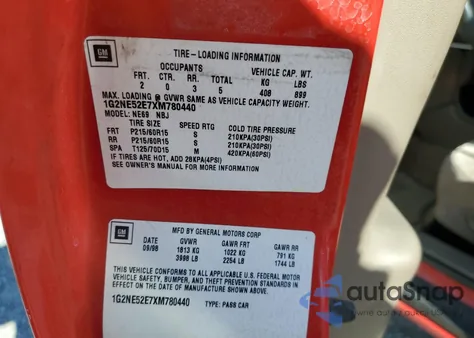 GM
TIRE-LOADING INFORMATION
OCCUPANTS VEHICLE CAP. WT.
FT. CTR. RR. TOTAL KG LBS
2 0 3 5 408 899
MAX. LOADING @ GVWR SAME AS VEHICLE CAPACITY WEIGHT.
1G2NE52E7XM780440
MODEL: NE69 NBJ
TIRE SIZE SPEED RTG COLD TIRE PRESSURE
FT P215/60R15 S 210KPA(30PSI)
RR P215/60R15 S 210KPA(30PSI)
SPA T125/70D15 M 420KPA(60PSI)
IF TIRES ARE HOT, ADD 28KPA(4PSI)
SEE OWNER'S MANUAL FOR MORE INFORMATION
GM
MFD BY GENERAL MOTORS CORP
DATE GVWR GAWR FRT GAWR RR
09/98 1813 KG 1022 KG 791 KG
3998 LB 2254 LB 1744 LB
THIS VEHICLE CONFORMS TO ALL APPLICABLE U.S. FEDERAL MOTOR
VEHICLE SAFETY, BUMPER, AND THEFT PREVENTION STANDARDS IN
EFFECT ON THE DATE OF MANUFACTURE SHOWN ABOVE.
1G2NE52E7XM780440 TYPE: PASS CAR
autoSnap